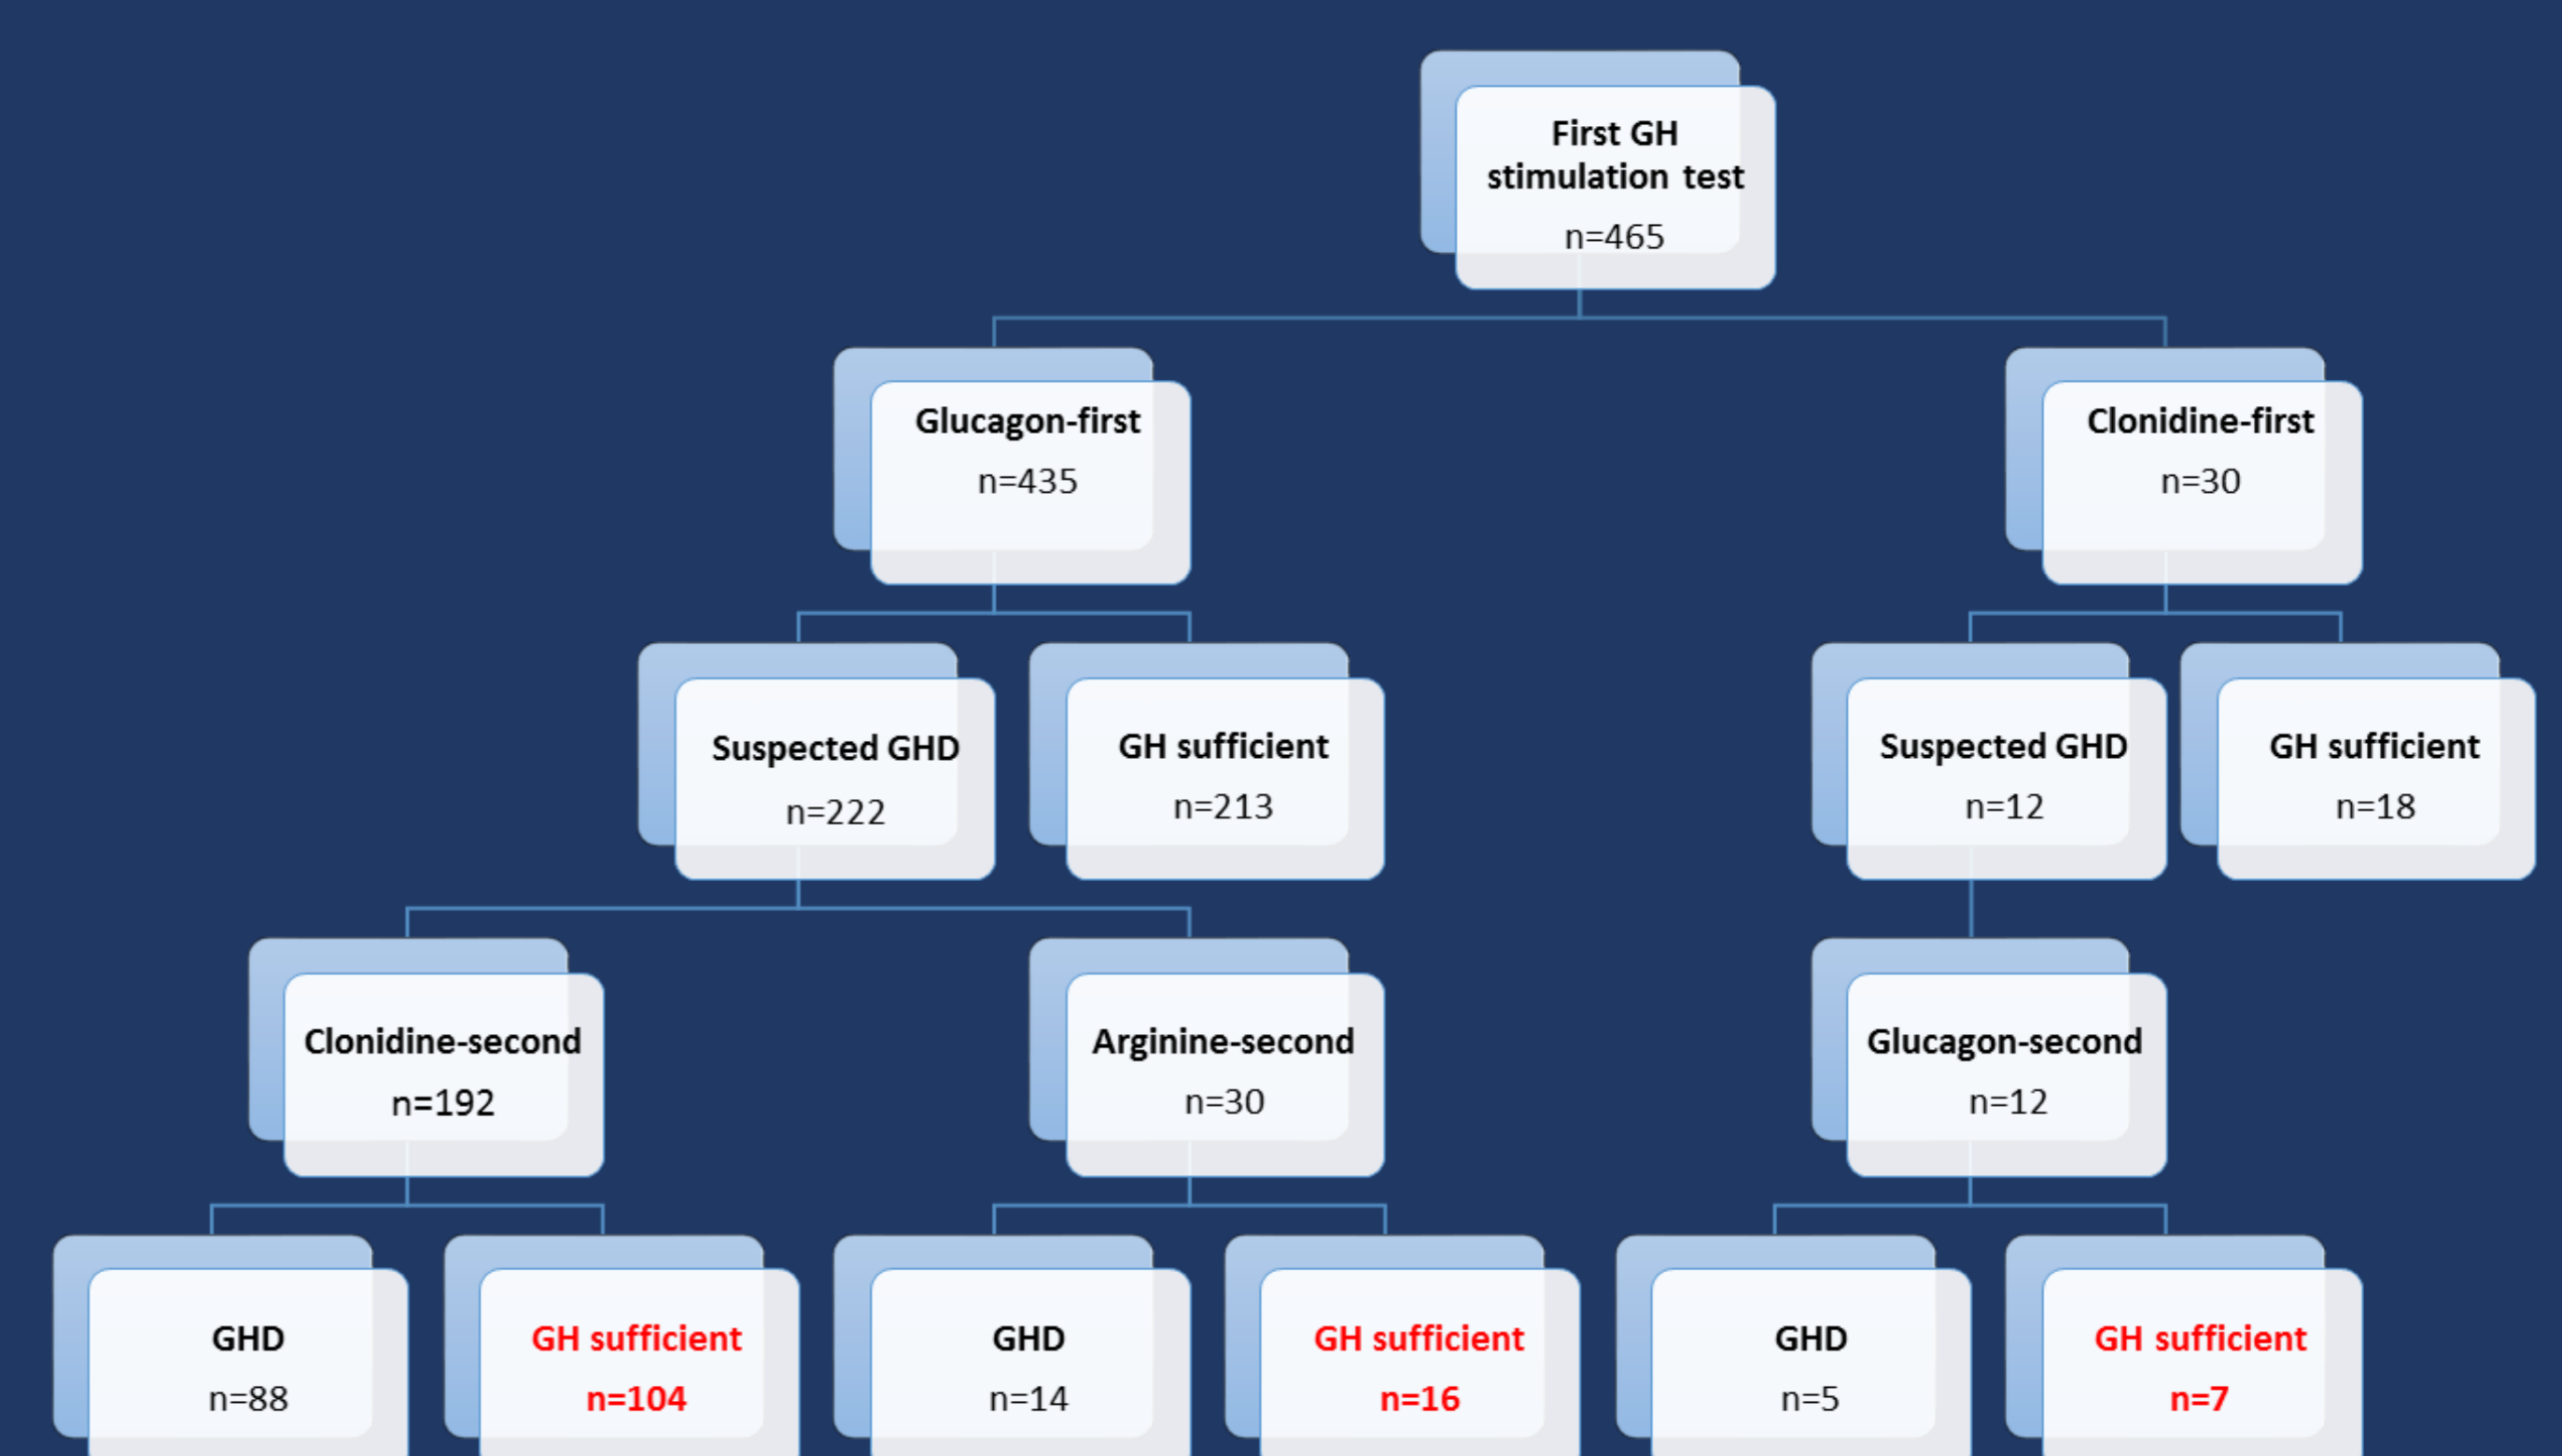 First GH
stimulation test
n=465
Glucagon-first
n=435
Clonidine-first
n=30
Suspected GHD
n=222
GH sufficient
n=213
Suspected GHD
n=12
GH sufficient
n=18
Clonidine-second
n=192
Arginine-second
n=30
Glucagon-second
n=12
GHD
n=88
GH sufficient
n=104
GHD
n=14
GH sufficient
n=16
GHD
n=5
GH sufficient
n=7